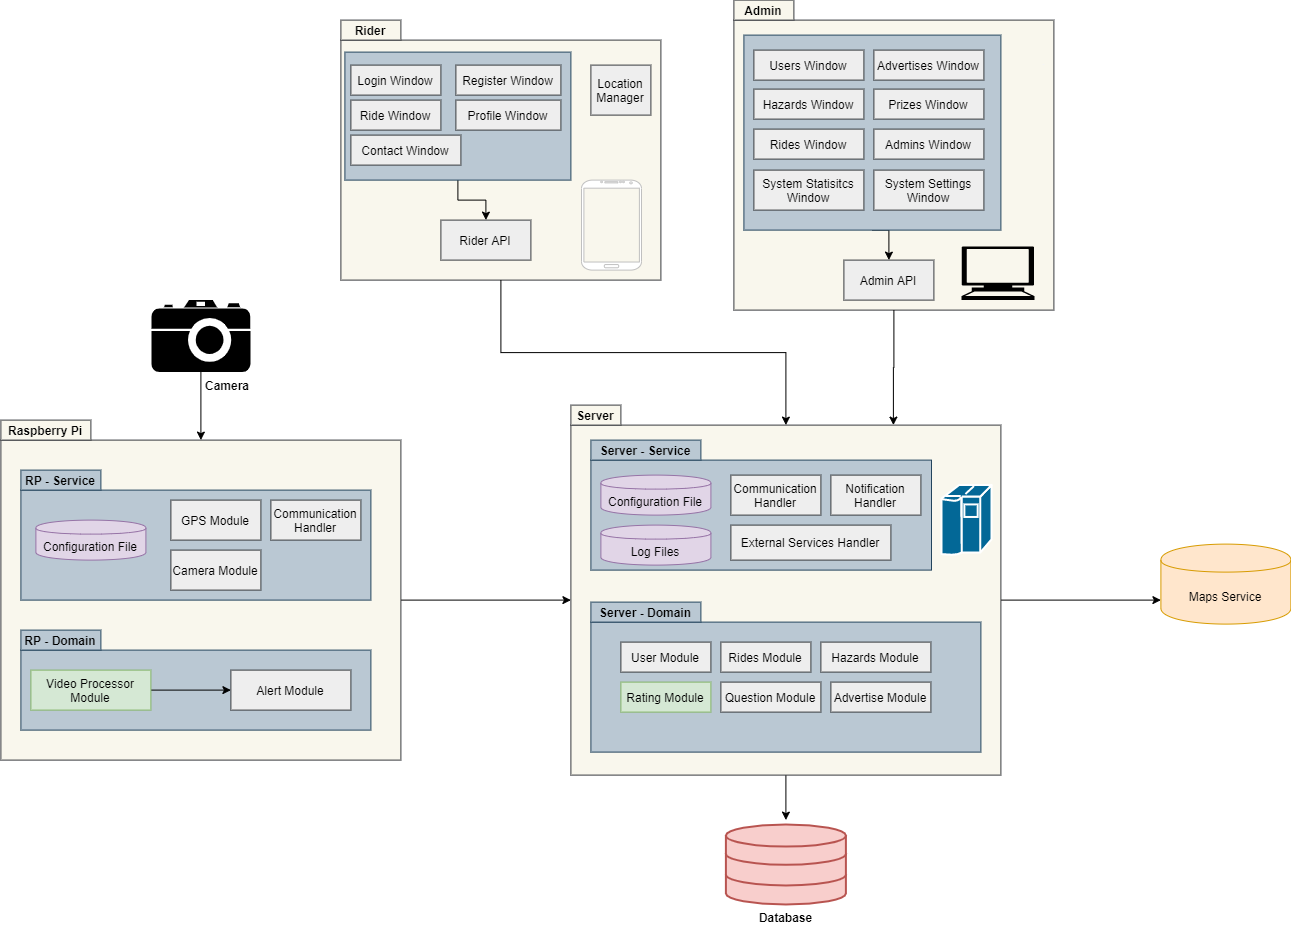 Rider
Login Window
Register Window
Ride Window
Profile Window
Contact Window
Location
Manager
Rider API
Admin
Users Window
Advertises Window
Hazards Window
Prizes Window
Rides Window
Admins Window
System Statisitcs
Window
System Settings
Window
Admin API
Camera
Raspberry Pi
RP - Service
Configuration File
GPS Module
Communication
Handler
Camera Module
RP - Domain
Video Processor
Module
Alert Module
Server
Server - Service
Configuration File
Communication
Handler
Notification
Handler
Log Files
External Services Handler
Server - Domain
User Module
Rides Module
Hazards Module
Rating Module
Question Module
Advertise Module
Maps Service
Database